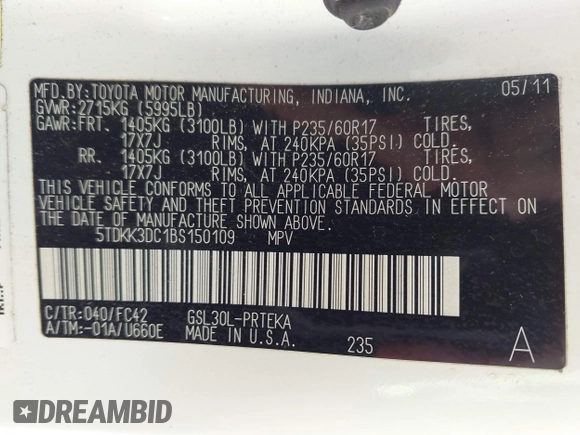 MFD.BY:TOYOTA MOTOR MANUFACTURING, INDIANA, INC. 05/11
GVWR:2715KG (5995LB)
GAWR:FRT. 1405KG (3100LB) WITH P235/60R17 TIRES,
17X7J RIMS, AT 240KPA (35PSI) COLD.
RR. 1405KG (3100LB) WITH P235/60R17 TIRES,
17X7J RIMS, AT 240KPA (35PSI) COLD.
THIS VEHICLE CONFORMS TO ALL APPLICABLE FEDERAL MOTOR
VEHICLE SAFETY AND THEFT PREVENTION STANDARDS IN EFFECT ON
THE DATE OF MANUFACTURE SHOWN ABOVE.
5TDKK3DC1BS150109 MPV
C/TR:040/FC42 GSL30L-PRTEKA
A/TM:-01A/U660E MADE IN U.S.A. 235 A
DREAMBID